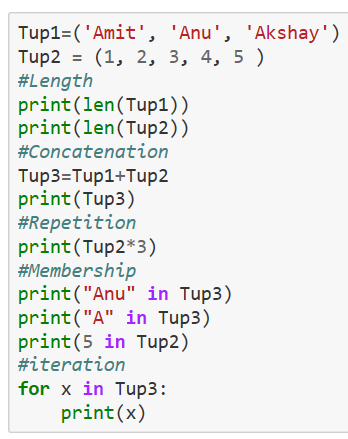 Tup1=('Amit', 'Anu', 'Akshay')
Tup2 = (1, 2, 3, 4, 5 )
#Length
print(len(Tup1))
print(len(Tup2))
#Concatenation
Tup3=Tup1+Tup2
print(Tup3)
#Repetition
print(Tup2*3)
#Membership
print("Anu" in Tup3)
print("A" in Tup3)
print(5 in Tup2)
#iteration
for x in Tup3:
    print(x)